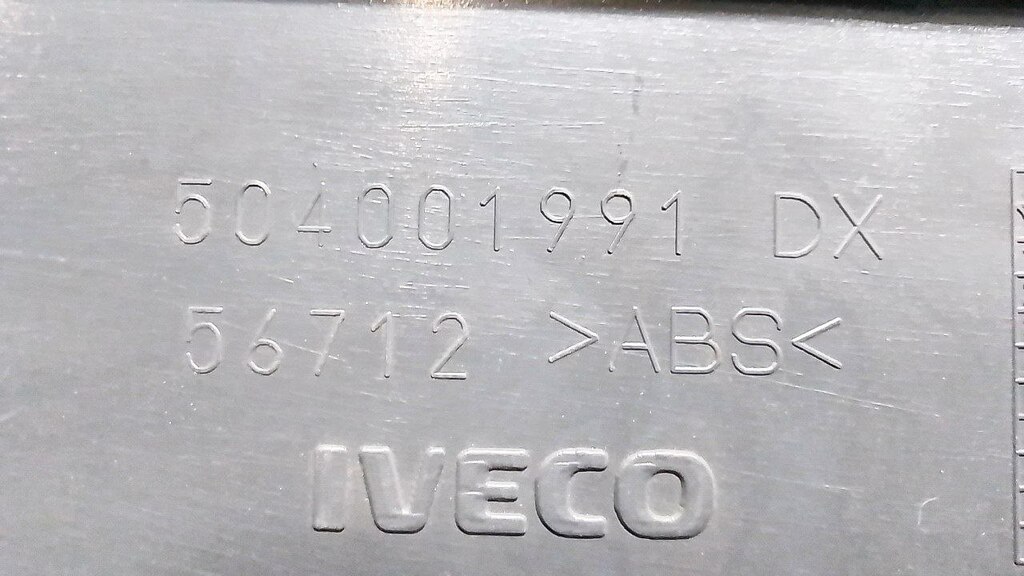 504001991 DX
56712 >ABS<
IVECO